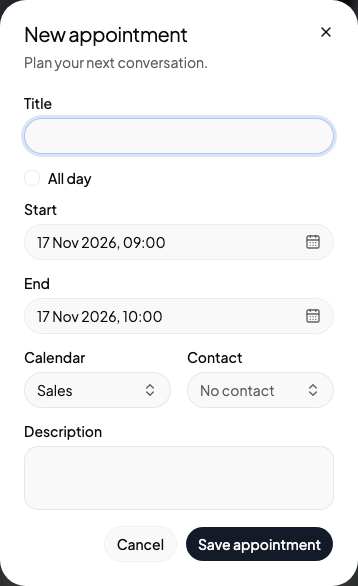 New appointment
Plan your next conversation.
Title
All day
Start
17 Nov 2026, 09:00
End
17 Nov 2026, 10:00
Calendar Contact
Sales No contact
Description
Cancel Save appointment